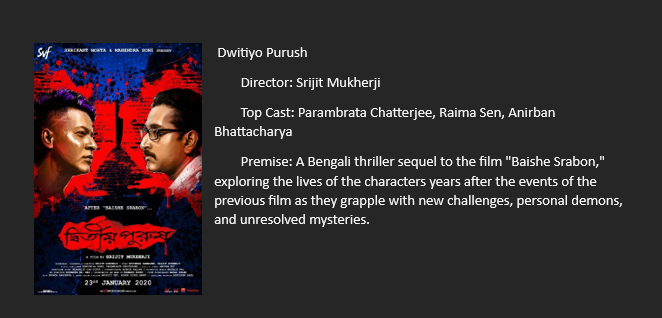 SVF
SHRIKANT MOHTA & MAHENDRA SONI PRESENT
AFTER "BAISHE SRABON"...
দ্বিতীয় পুরুষ
A FILM BY SRIJIT MUKHERJI
23RD JANUARY 2020
Dwitiyo Purush
Director: Srijit Mukherji
Top Cast: Parambrata Chatterjee, Raima Sen, Anirban
Bhattacharya
Premise: A Bengali thriller sequel to the film "Baishe Srabon,"
exploring the lives of the characters years after the events of the
previous film as they grapple with new challenges, personal demons,
and unresolved mysteries.